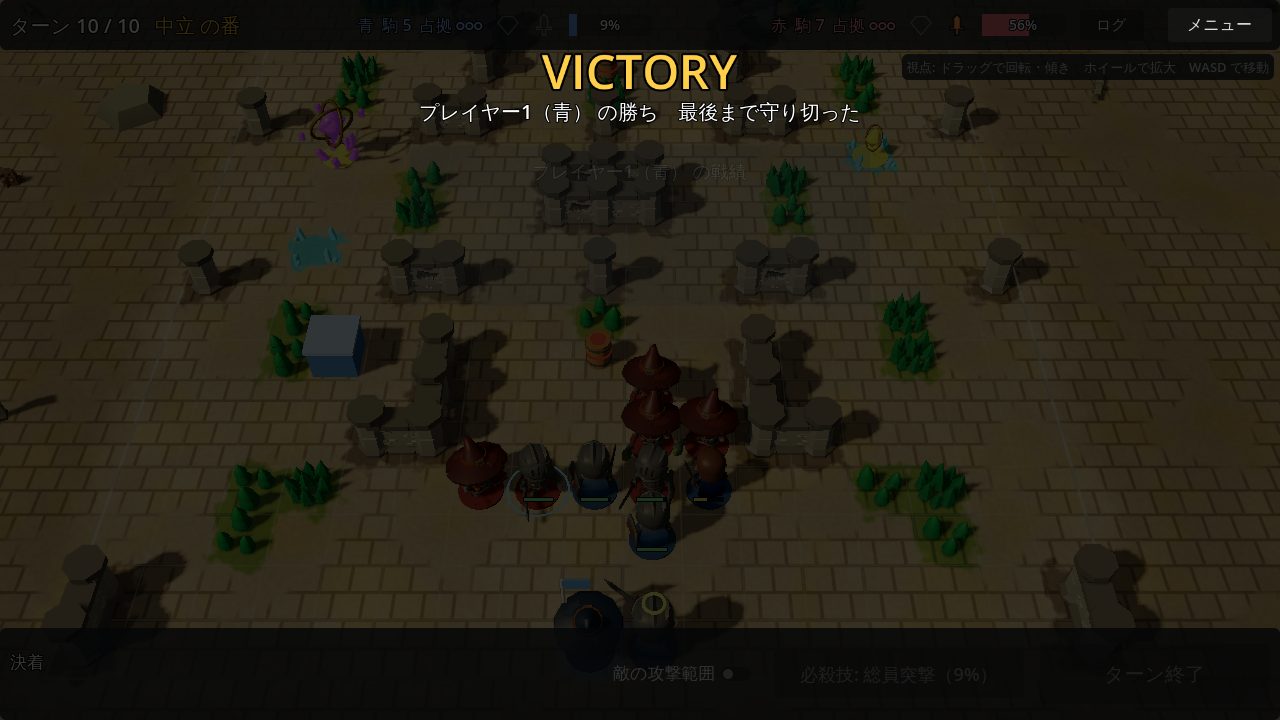 ターン 10 / 10 中立 の番 青 駒 5 占拠 ○○○ 9% 赤 駒 7 占拠 ○○○ 56% ログ メニュー
視点: ドラッグで回転・傾き ホイールで拡大 WASD で移動
VICTORY
プレイヤー1（青） の勝ち 最後まで守り切った
プレイヤー1（青） の戦績
決着
敵の攻撃範囲 必殺技: 総員突撃（9%） ターン終了